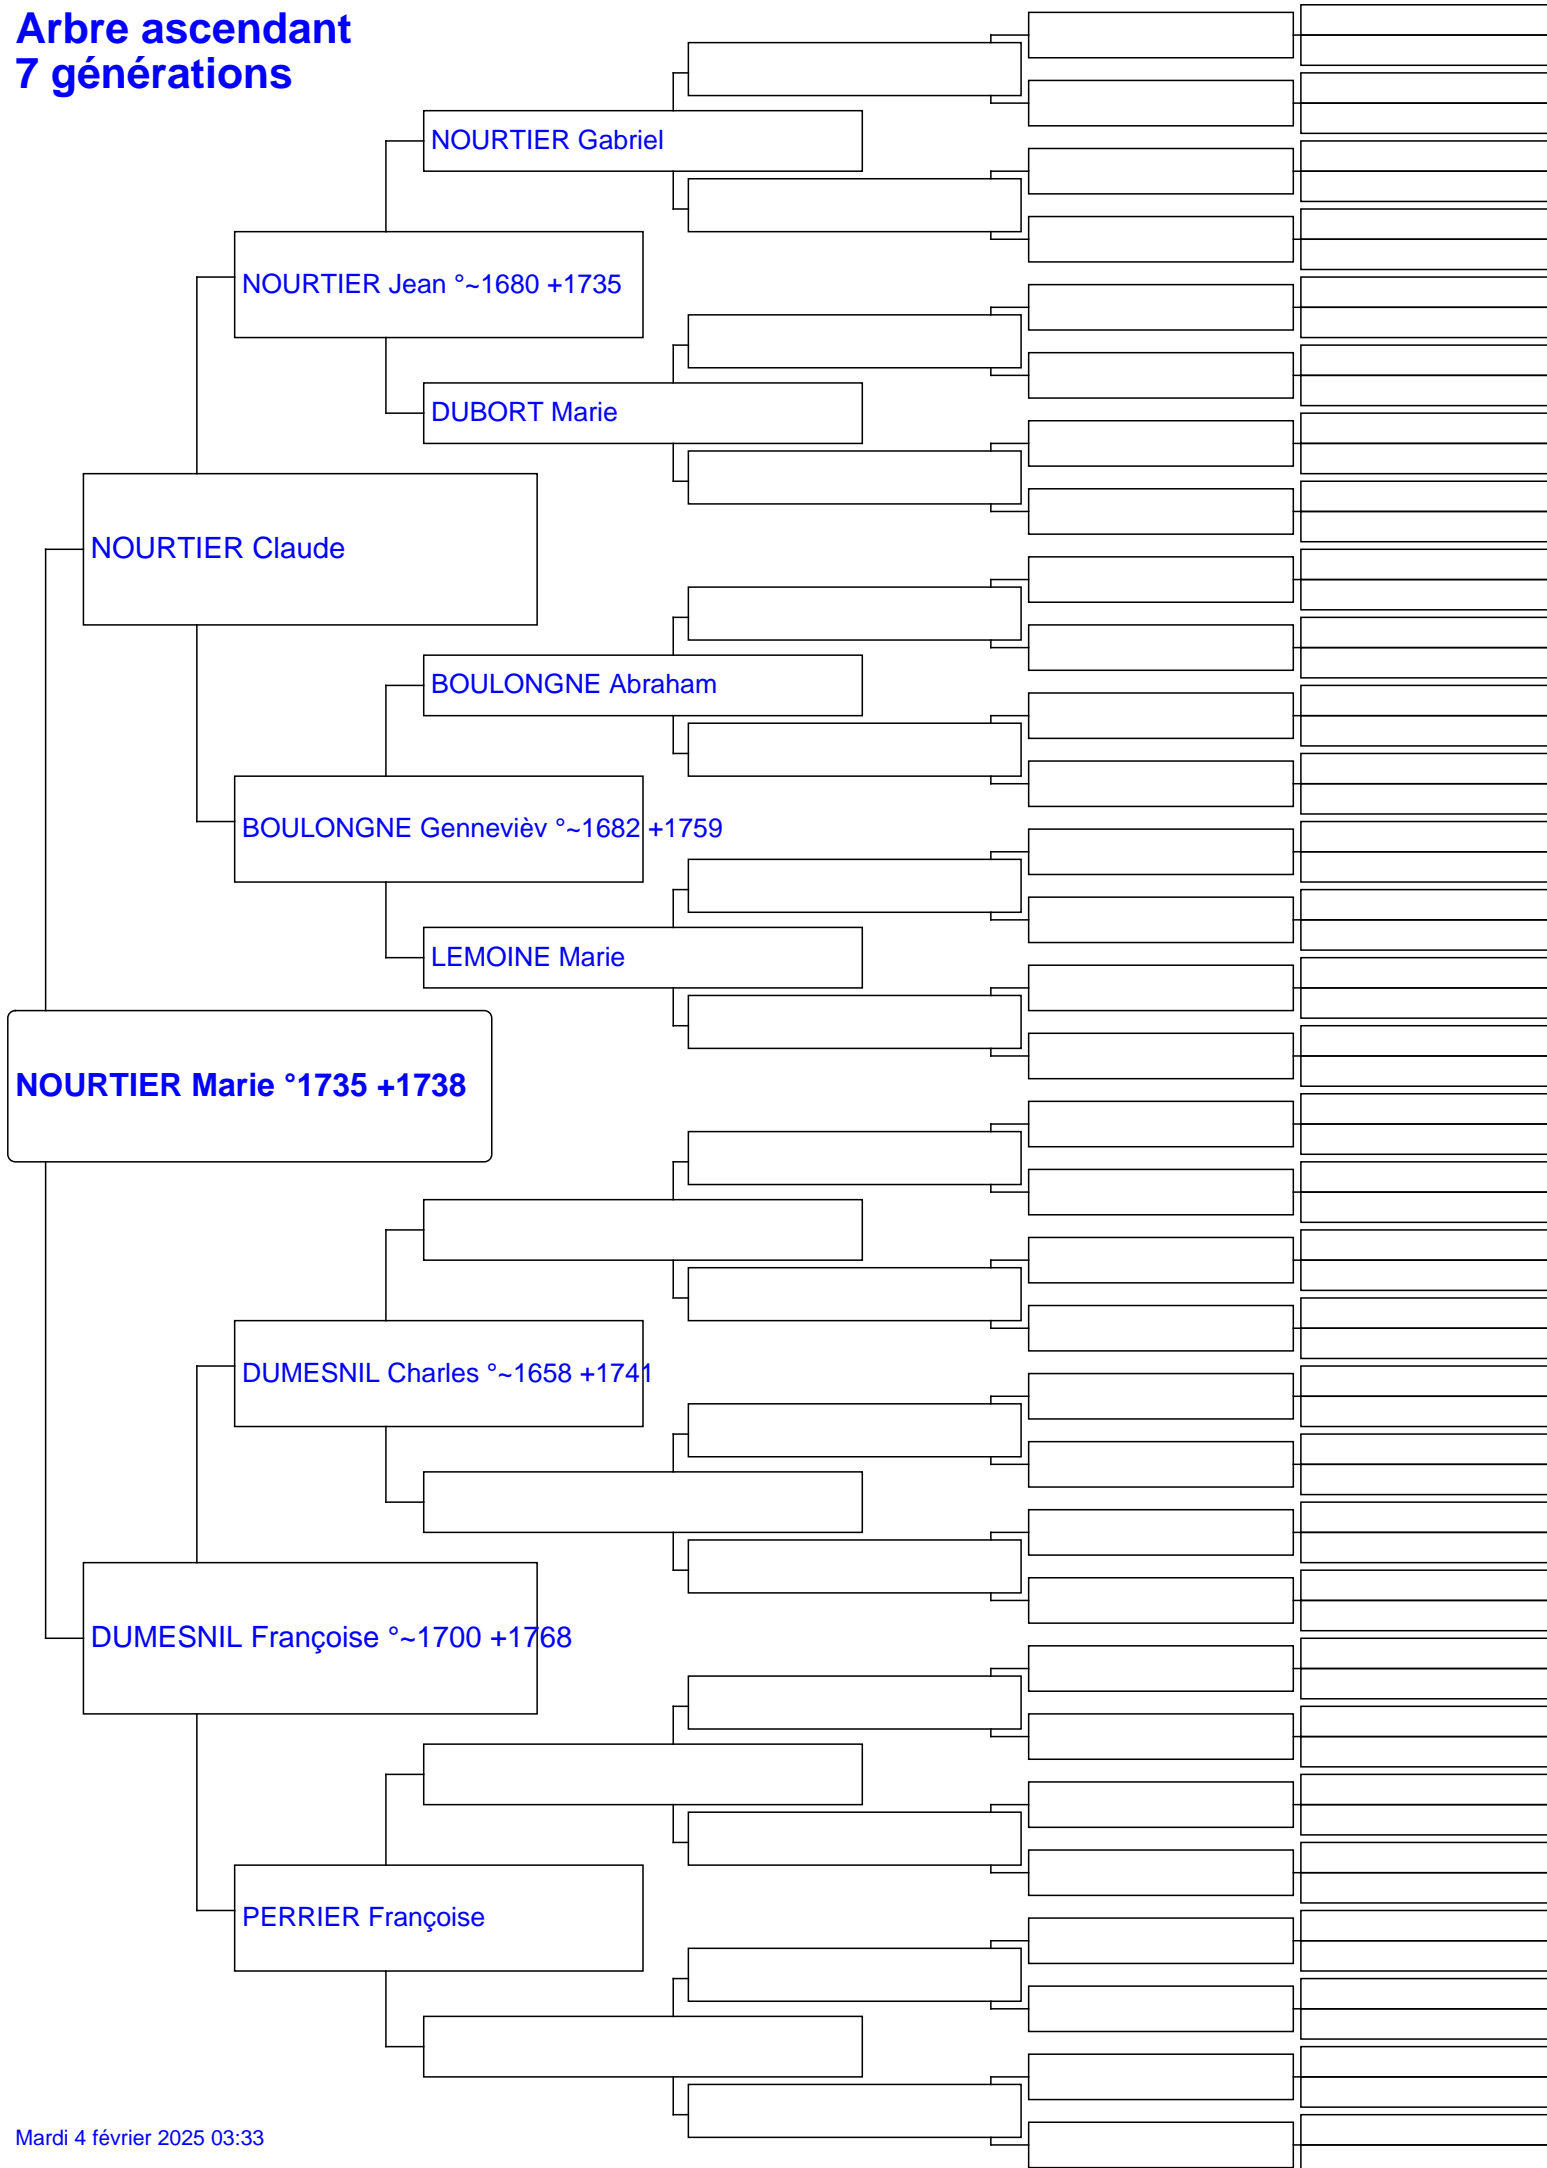 Arbre ascendant
7 générations
NOURTIER Gabriel
NOURTIER Jean °~1680 +1735
DUBORT Marie
NOURTIER Claude
BOULONGNE Abraham
BOULONGNE Gennevièv °~1682 +1759
LEMOINE Marie
NOURTIER Marie °1735 +1738
DUMESNIL Charles °~1658 +1741
DUMESNIL Françoise °~1700 +1768
PERRIER Françoise
Mardi 4 février 2025 03:33